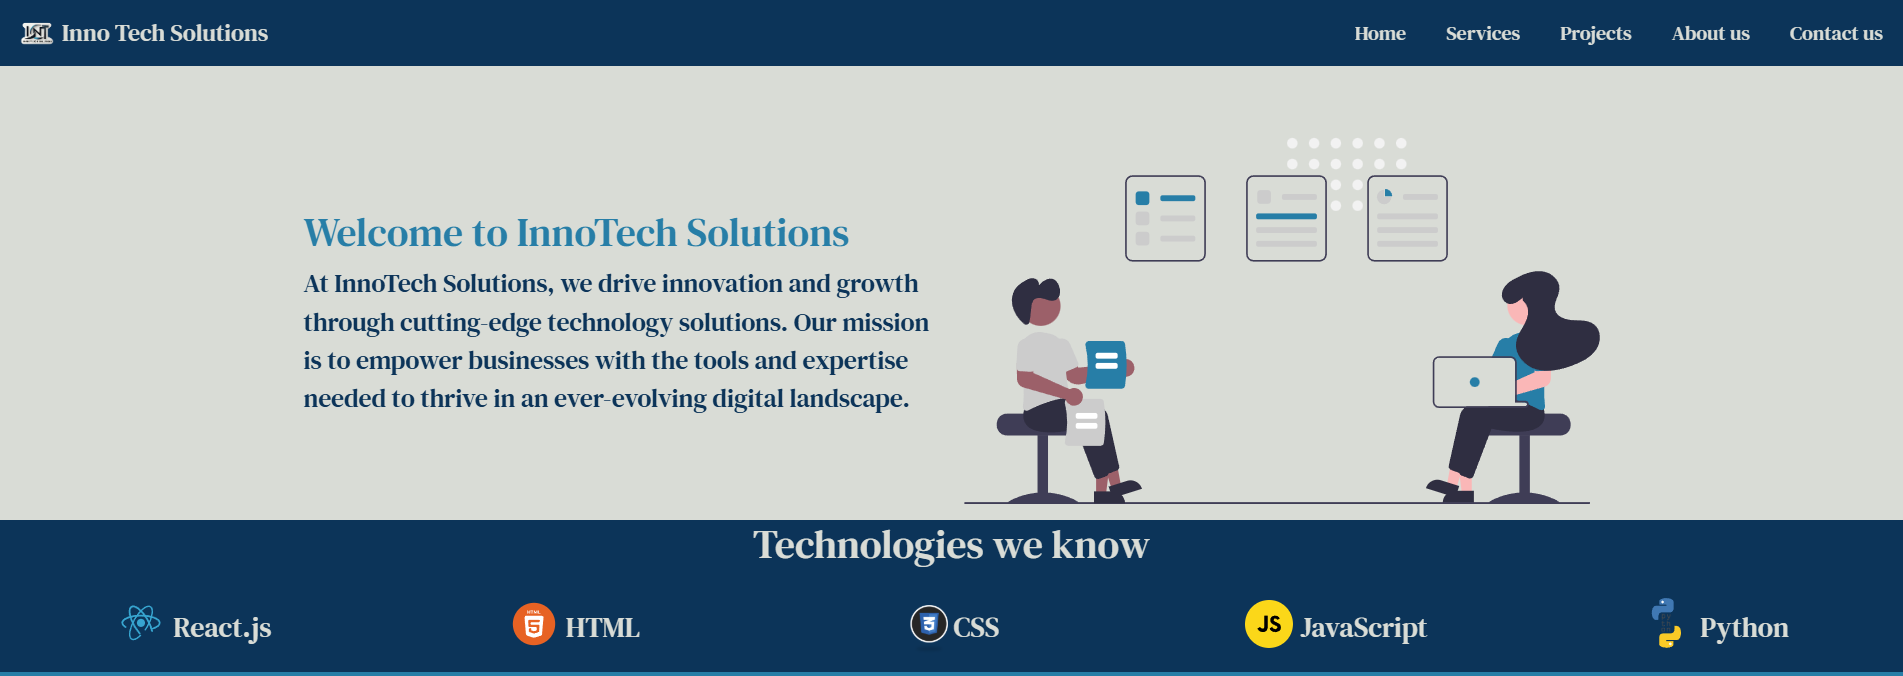 Inno Tech Solutions
Home Services Projects About us Contact us
Welcome to InnoTech Solutions
At InnoTech Solutions, we drive innovation and growth
through cutting-edge technology solutions. Our mission
is to empower businesses with the tools and expertise
needed to thrive in an ever-evolving digital landscape.
Technologies we know
React.js
HTML
HTML
CSS
JS
JavaScript
Python